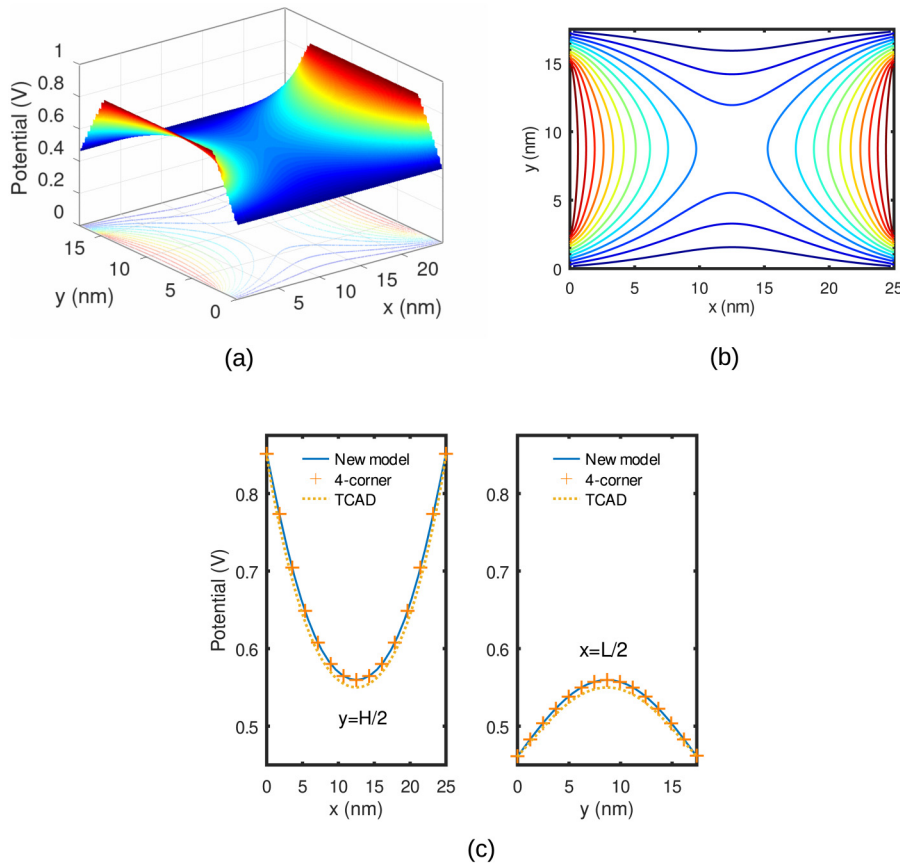 1
0.8
0.6
0.4
0.2
0
Potential (V)
15
10
5
0
y (nm)
5
10
15
20
x (nm)
(a)
15
10
5
0
y (nm)
0 5 10 15 20 25
x (nm)
(b)
New model
4-corner
TCAD
0.8
0.7
0.6
0.5
Potential (V)
y=H/2
0 5 10 15 20 25
x (nm)
New model
4-corner
TCAD
0.8
0.7
0.6
0.5
x=L/2
0 5 10 15
y (nm)
(c)